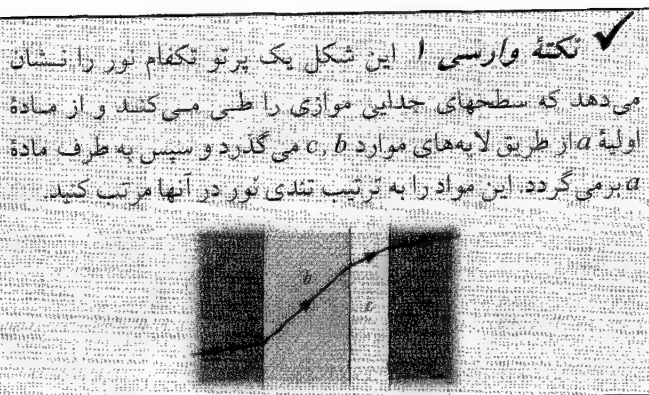 ✓ نکتهٔ وارسی ۱ این شکل یک پرتو تکفام نور را نشان
می‌دهد که سطحهای جدایی موازی را طی می‌کند و از مادهٔ
اولیهٔ a از طریق لایه‌های موارد c, b می‌گذرد و سپس به طرف مادهٔ
a برمی‌گردد. این مواد را به ترتیب تندی نور در آنها مرتب کنید.
b
c